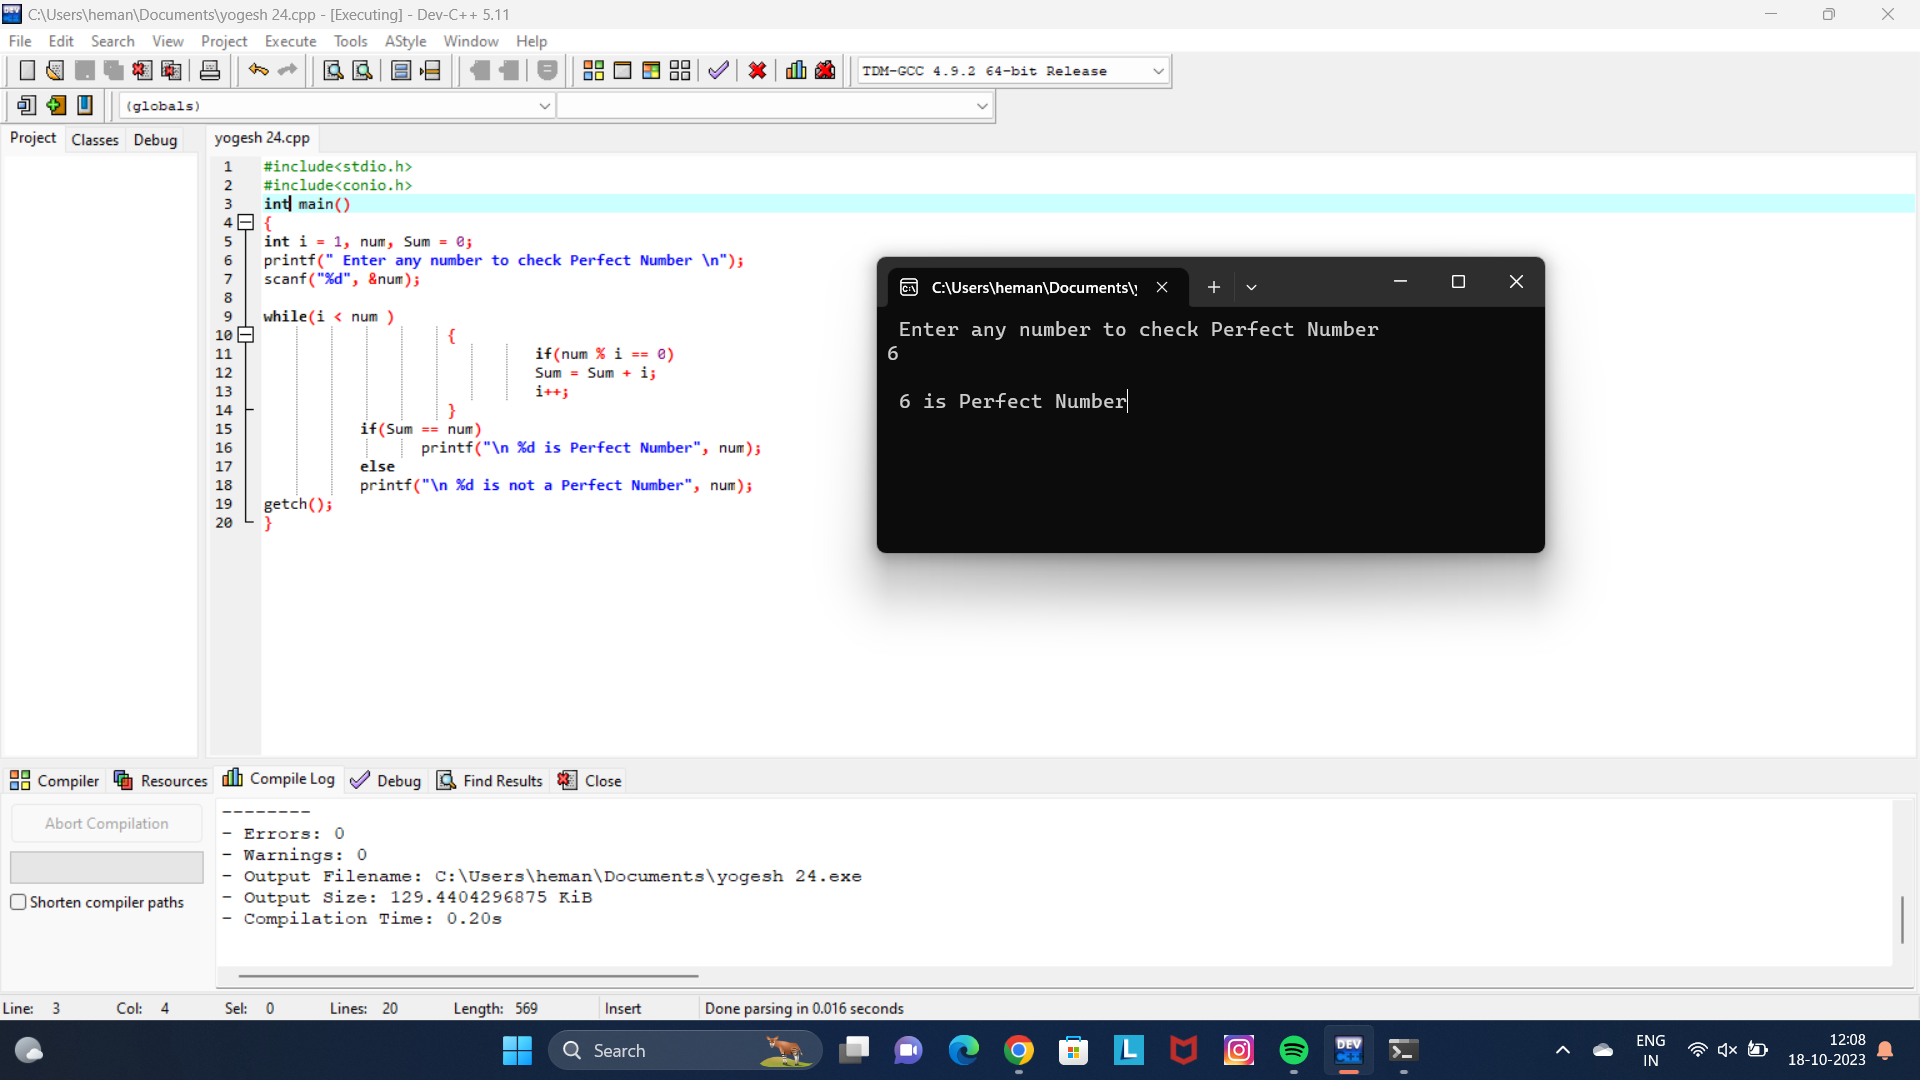 C:\Users\heman\Documents\yogesh 24.cpp - [Executing] - Dev-C++ 5.11
File Edit Search View Project Execute Tools AStyle Window Help
TDM-GCC 4.9.2 64-bit Release
(globals)
Project Classes Debug
yogesh 24.cpp
1 #include<stdio.h>
2 #include<conio.h>
3 int main()
4 {
5 int i = 1, num, Sum = 0;
6 printf(" Enter any number to check Perfect Number \n");
7 scanf("%d", &num);
8
9 while(i < num )
10 {
11 if(num % i == 0)
12 Sum = Sum + i;
13 i++;
14 }
15 if(Sum == num)
16 printf("\n %d is Perfect Number", num);
17 else
18 printf("\n %d is not a Perfect Number", num);
19 getch();
20 }
C:\Users\heman\Documents\y
Enter any number to check Perfect Number
6
6 is Perfect Number
Compiler Resources Compile Log Debug Find Results Close
Abort Compilation
Shorten compiler paths
--------
- Errors: 0
- Warnings: 0
- Output Filename: C:\Users\heman\Documents\yogesh 24.exe
- Output Size: 129.4404296875 KiB
- Compilation Time: 0.20s
Line: 3 Col: 4 Sel: 0 Lines: 20 Length: 569 Insert Done parsing in 0.016 seconds
Search
L
DEV
C++
ENG
IN
12:08
18-10-2023